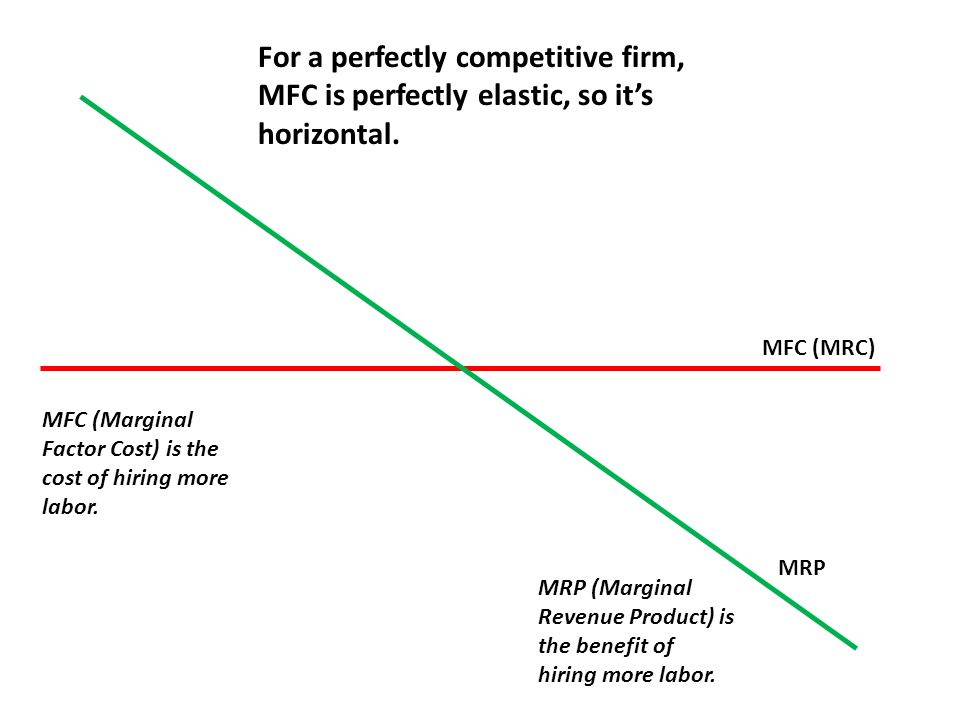 For a perfectly competitive firm,
MFC is perfectly elastic, so it’s
horizontal.
MFC (MRC)
MFC (Marginal
Factor Cost) is the
cost of hiring more
labor.
MRP
MRP (Marginal
Revenue Product) is
the benefit of
hiring more labor.